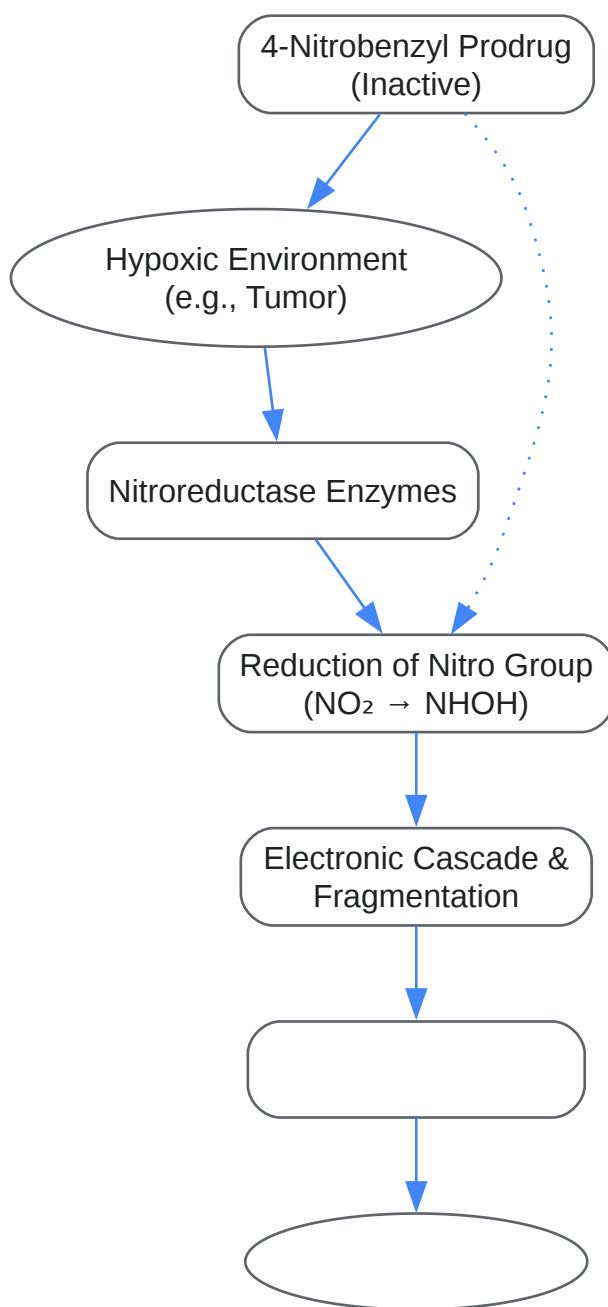 4-Nitrobenzyl Prodrug
(Inactive)
Hypoxic Environment
(e.g., Tumor)
Nitroreductase Enzymes
Reduction of Nitro Group
(NO₂ → NHOH)
Electronic Cascade &
Fragmentation